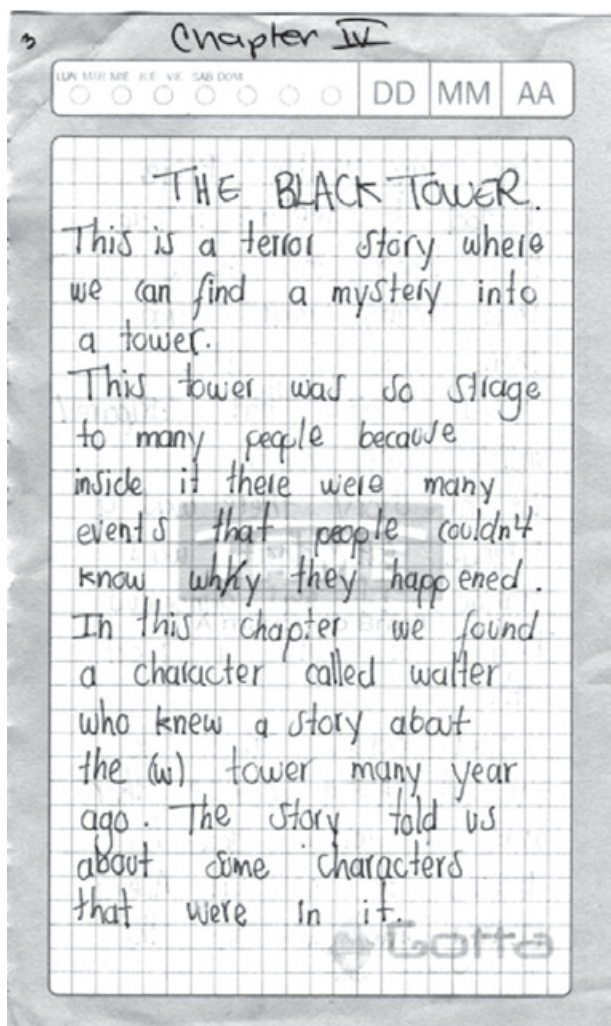 3 Chapter IV
LUN MAR MIE JUE VIE SAB DOM
DD MM AA
THE BLACK TOWER.
This is a terror story where
we can find a mystery into
a tower.
This tower was so strage
to many people because
inside it there were many
events that people couldn't
know whky they happened.
In this chapter we found
a character called walter
who knew a story about
the (w) tower many year
ago. The story told us
about some characters
that were in it.
Gotta